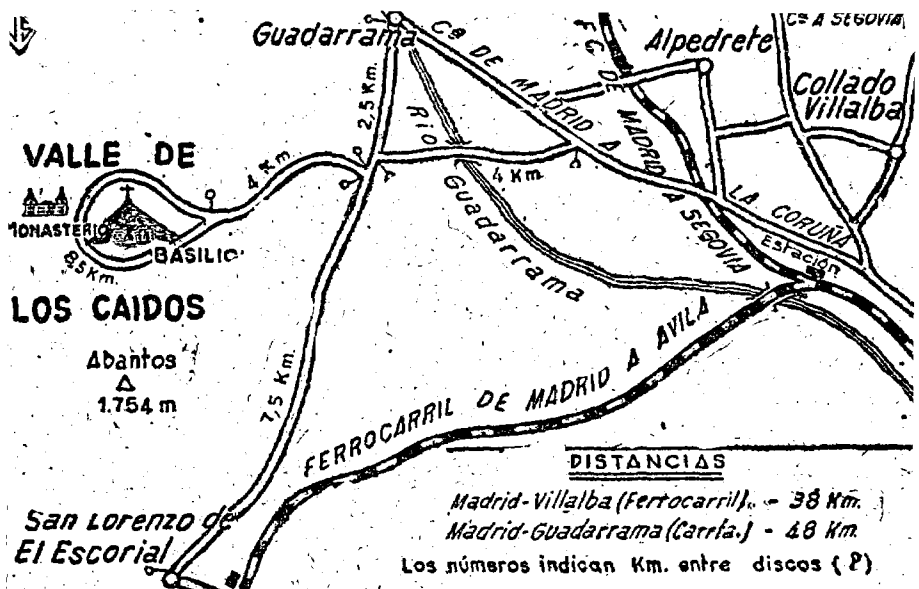 Guadarrama
Cª DE MADRID A LA CORUÑA
F.C. DE MADRID A SEGOVIA
Cª A SEGOVIA
Alpedrete
Collado
Villalba
2,5 Km.
Rio Guadarrama
VALLE DE
4 Km
4 Km.
MONASTERIO
BASILIC
8,5 Km.
Estación
LOS CAIDOS
Abantos
1.754 m
7,5 Km.
FERROCARRIL DE MADRID A AVILA
DISTANCIAS
Madrid-Villalba (Ferrocarril). - 38 Km.
Madrid-Guadarrama (Carrta.) - 48 Km
San Lorenzo de
El Escorial
Los números indican Km. entre discos ( )